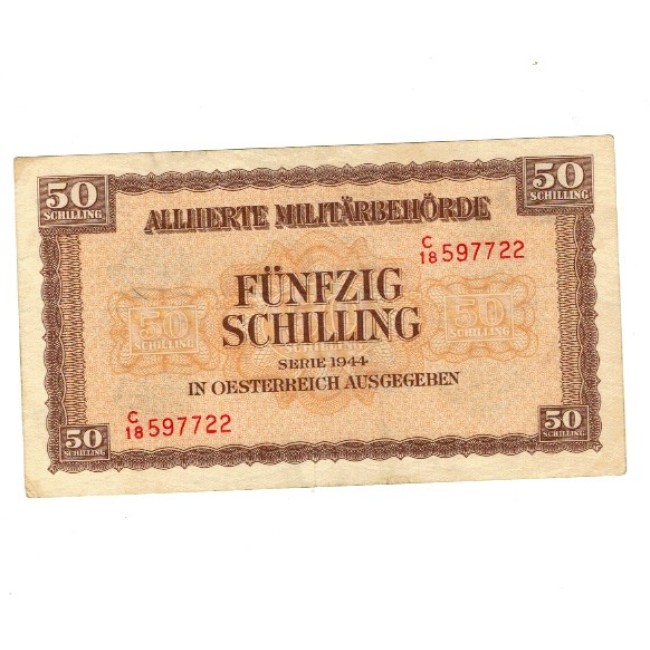 50
SCHILLING
50
SCHILLING
ALLIIERTE MILITÄRBEHÖRDE
C/18 597722
FÜNFZIG
SCHILLING
50
SCHILLING
50
SCHILLING
SERIE 1944
IN OESTERREICH AUSGEGEBEN
C/18 597722
50
SCHILLING
50
SCHILLING